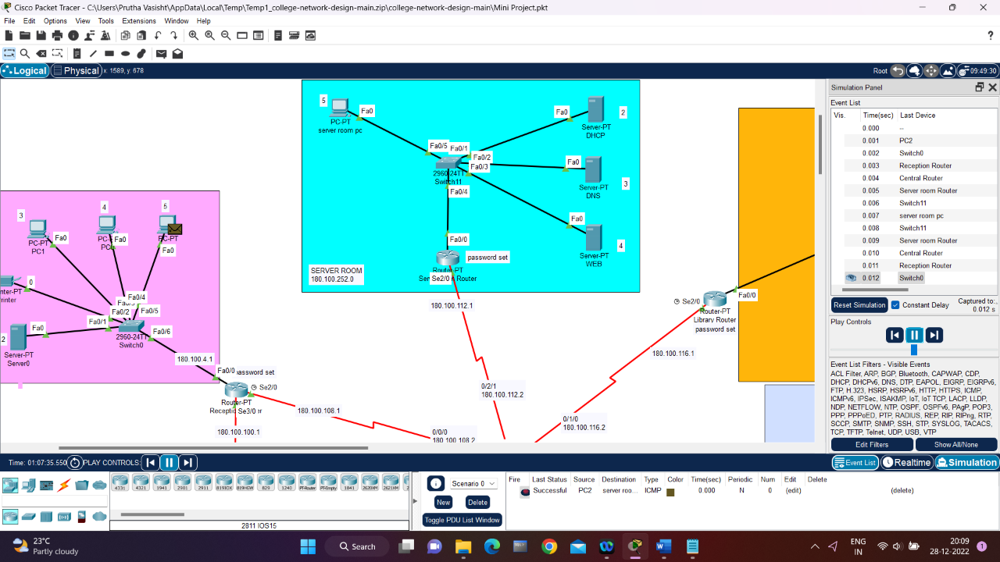 Cisco Packet Tracer - C:\Users\Prutha Vasisht\AppData\Local\Temp\Temp1_college-network-design-main.zip\college-network-design-main\Mini Project.pkt
File Edit Options View Tools Extensions Window Help
Logical Physical x: 1589, y: 678 Root 09:49:30
5
PC-PT
server room pc
Fa0
Fa0
Server-PT
DHCP
2
Fa0/5
Fa0/1
Fa0/2
Fa0/3
2960-24TT
Switch11
Fa0/4
Fa0
Server-PT
DNS
3
Fa0
Server-PT
WEB
4
Fa0/0
password set
Router-PT
Se2/0
Router
SERVER ROOM
180.100.252.0
3
PC-PT
PC1
Fa0
4
Fa0
5
PC-PT
Fa0
0
Fa0/4
Fa0/2
Fa0/5
Fa0/1
Fa0/6
2960-24TT
Switch0
2
Fa0
Server-PT
Server0
180.100.4.1
Fa0/0
Se2/0
Router-PT
Se3/0
180.100.100.1
180.100.108.1
0/0/0
180.100.108.2
180.100.112.1
0/2/1
180.100.112.2
Se2/0
Fa0/0
Router-PT
Library Router
password set
180.100.116.1
0/1/0
180.100.116.2
Simulation Panel
Event List
Vis. Time(sec) Last Device
0.000 --
0.001 PC2
0.002 Switch0
0.003 Reception Router
0.004 Central Router
0.005 Server room Router
0.006 Switch11
0.007 server room pc
0.008 Switch11
0.009 Server room Router
0.010 Central Router
0.011 Reception Router
0.012 Switch0
Reset Simulation Constant Delay Captured to:
0.012 s
Play Controls
Event List Filters - Visible Events
ACL Filter, ARP, BGP, Bluetooth, CAPWAP, CDP,
DHCP, DHCPv6, DNS, DTP, EAPOL, EIGRP, EIGRPv6,
FTP, H.323, HSRP, HSRPv6, HTTP, HTTPS, ICMP,
ICMPv6, IPSec, ISAKMP, IoT, IoT TCP, LACP, LLDP,
NDP, NETFLOW, NTP, OSPF, OSPFv6, PAgP, POP3,
PPP, PPPoED, PTP, RADIUS, REP, RIP, RIPng, RTP,
SCCP, SMTP, SNMP, SSH, STP, SYSLOG, TACACS,
TCP, TFTP, Telnet, UDP, USB, VTP
Edit Filters Show All/None
Time: 01:07:35.550 PLAY CONTROLS: Event List Realtime Simulation
4331 4321 1941 2901 2911 819IOX 819HGW 829 1240 PT-Router PT-Empty 1841 2620XM 2621XM
2811 IOS15
Scenario 0
New Delete
Toggle PDU List Window
Fire Last Status Source Destination Type Color Time(sec) Periodic Num Edit Delete
Successful PC2 server roo... ICMP 0.000 N 0 (edit) (delete)
23°C
Partly cloudy
Search
ENG
IN
20:09
28-12-2022
1